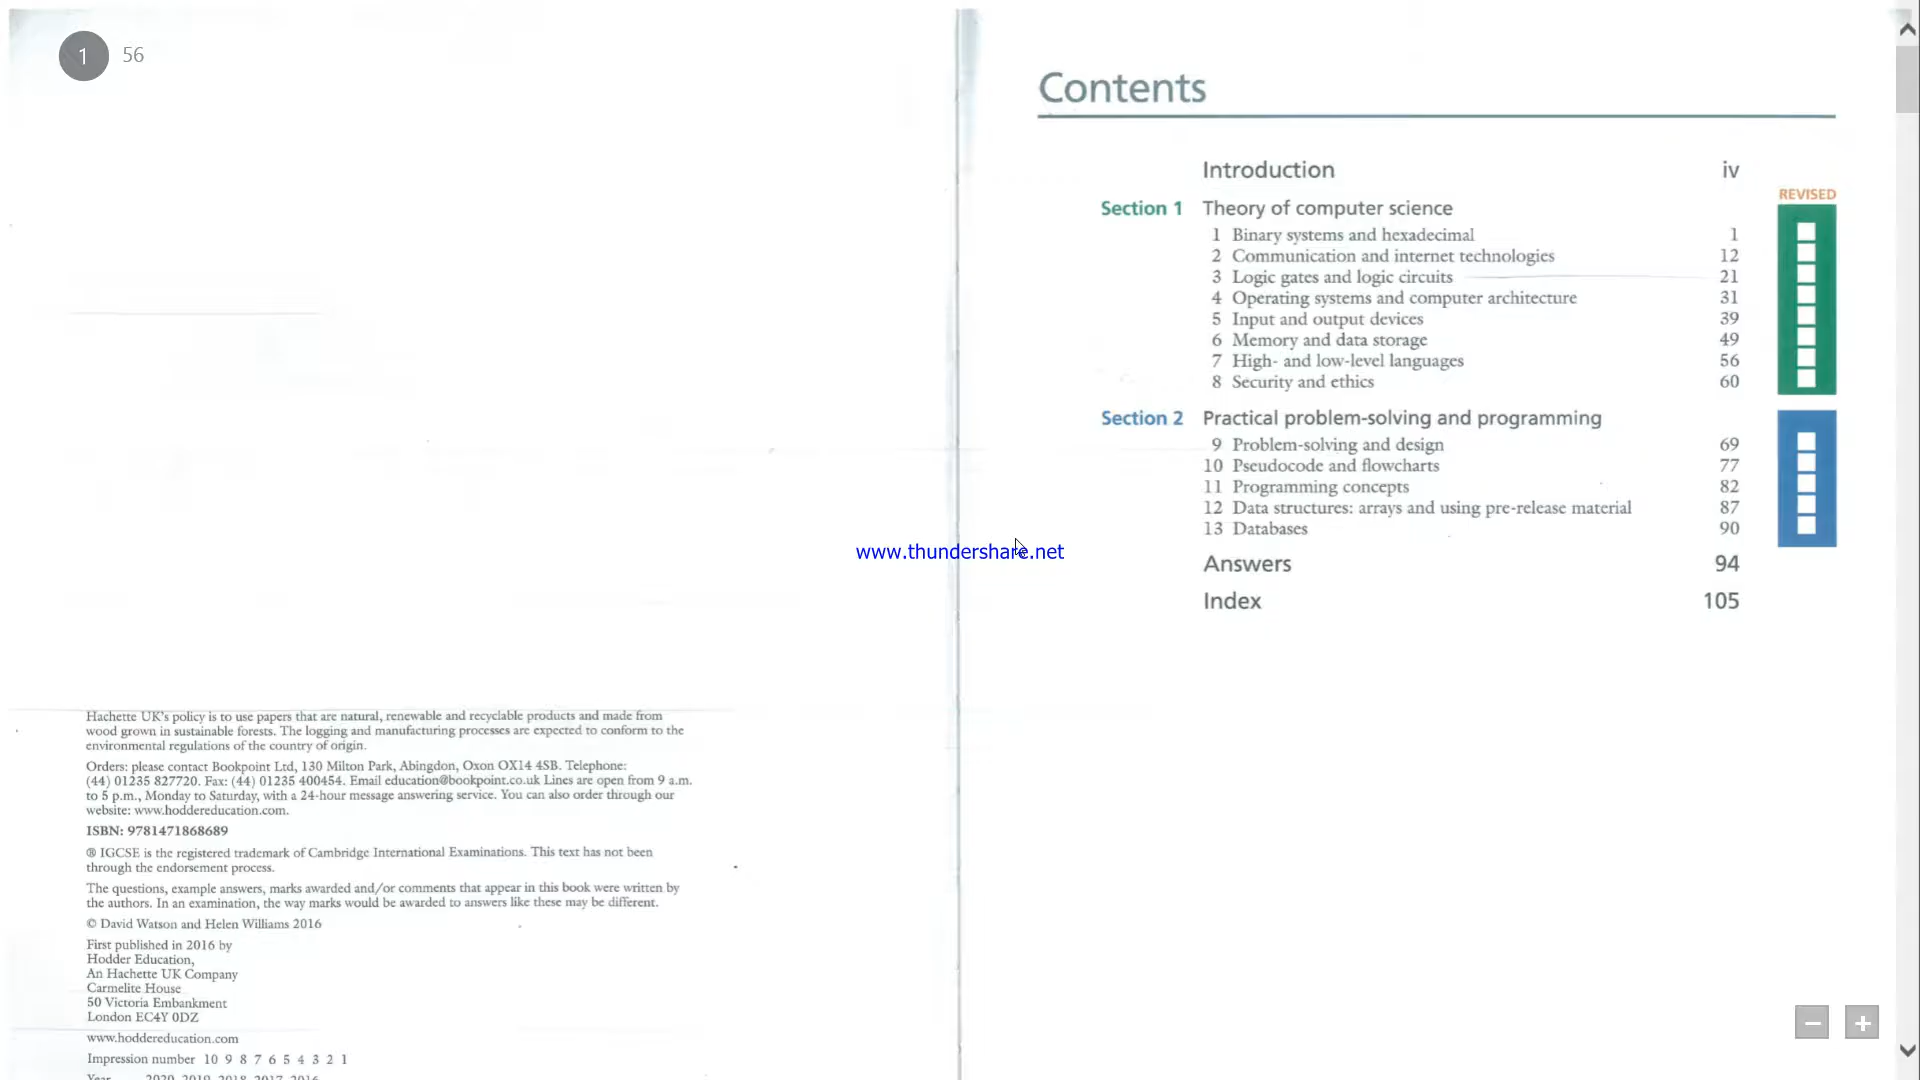 1 56
Hachette UK's policy is to use papers that are natural, renewable and recyclable products and made from
wood grown in sustainable forests. The logging and manufacturing processes are expected to conform to the
environmental regulations of the country of origin.
Orders: please contact Bookpoint Ltd, 130 Milton Park, Abingdon, Oxon OX14 4SB. Telephone:
(44) 01235 827720. Fax: (44) 01235 400454. Email education@bookpoint.co.uk Lines are open from 9 a.m.
to 5 p.m., Monday to Saturday, with a 24-hour message answering service. You can also order through our
website: www.hoddereducation.com.
ISBN: 9781471868689
® IGCSE is the registered trademark of Cambridge International Examinations. This text has not been
through the endorsement process.
The questions, example answers, marks awarded and/or comments that appear in this book were written by
the authors. In an examination, the way marks would be awarded to answers like these may be different.
© David Watson and Helen Williams 2016
First published in 2016 by
Hodder Education,
An Hachette UK Company
Carmelite House
50 Victoria Embankment
London EC4Y 0DZ
www.hoddereducation.com
Impression number 10 9 8 7 6 5 4 3 2 1
Year 2020 2019 2018 2017 2016
www.thundershare.net
Contents
Introduction iv
REVISED
Section 1 Theory of computer science
1 Binary systems and hexadecimal 1
2 Communication and internet technologies 12
3 Logic gates and logic circuits 21
4 Operating systems and computer architecture 31
5 Input and output devices 39
6 Memory and data storage 49
7 High- and low-level languages 56
8 Security and ethics 60
Section 2 Practical problem-solving and programming
9 Problem-solving and design 69
10 Pseudocode and flowcharts 77
11 Programming concepts 82
12 Data structures: arrays and using pre-release material 87
13 Databases 90
Answers 94
Index 105